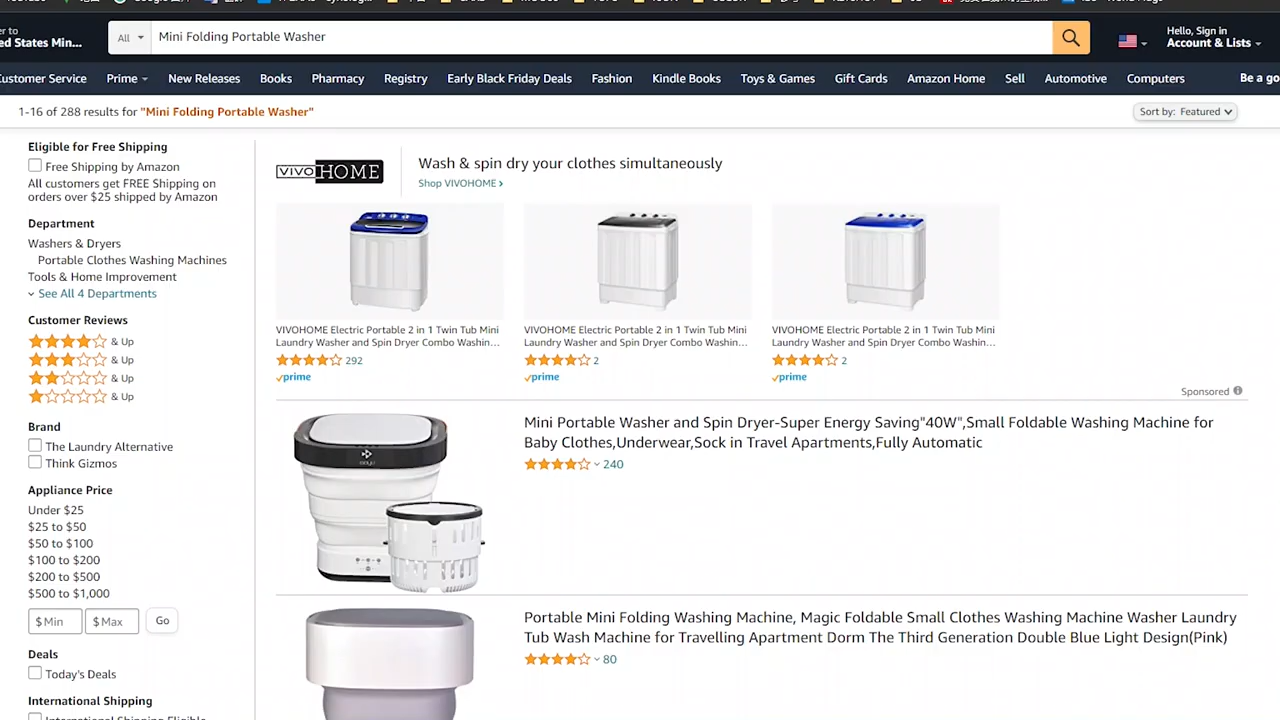 er to
ed States Min...
All
Mini Folding Portable Washer
Hello, Sign in
Account & Lists
Customer Service
Prime
New Releases
Books
Pharmacy
Registry
Early Black Friday Deals
Fashion
Kindle Books
Toys & Games
Gift Cards
Amazon Home
Sell
Automotive
Computers
Be a go
1-16 of 288 results for "Mini Folding Portable Washer"
Sort by: Featured
Eligible for Free Shipping
Free Shipping by Amazon
All customers get FREE Shipping on
orders over $25 shipped by Amazon
Department
Washers & Dryers
Portable Clothes Washing Machines
Tools & Home Improvement
See All 4 Departments
Customer Reviews
& Up
& Up
& Up
& Up
Brand
The Laundry Alternative
Think Gizmos
Appliance Price
Under $25
$25 to $50
$50 to $100
$100 to $200
$200 to $500
$500 to $1,000
$ Min
$ Max
Go
Deals
Today's Deals
International Shipping
International Shipping Eligible
VIVOHOME
Wash & spin dry your clothes simultaneously
Shop VIVOHOME ›
VIVOHOME Electric Portable 2 in 1 Twin Tub Mini
Laundry Washer and Spin Dryer Combo Washin...
292
prime
VIVOHOME Electric Portable 2 in 1 Twin Tub Mini
Laundry Washer and Spin Dryer Combo Washin...
2
prime
VIVOHOME Electric Portable 2 in 1 Twin Tub Mini
Laundry Washer and Spin Dryer Combo Washin...
2
prime
Sponsored
Mini Portable Washer and Spin Dryer-Super Energy Saving"40W",Small Foldable Washing Machine for
Baby Clothes,Underwear,Sock in Travel Apartments,Fully Automatic
240
Portable Mini Folding Washing Machine, Magic Foldable Small Clothes Washing Machine Washer Laundry
Tub Wash Machine for Travelling Apartment Dorm The Third Generation Double Blue Light Design(Pink)
80